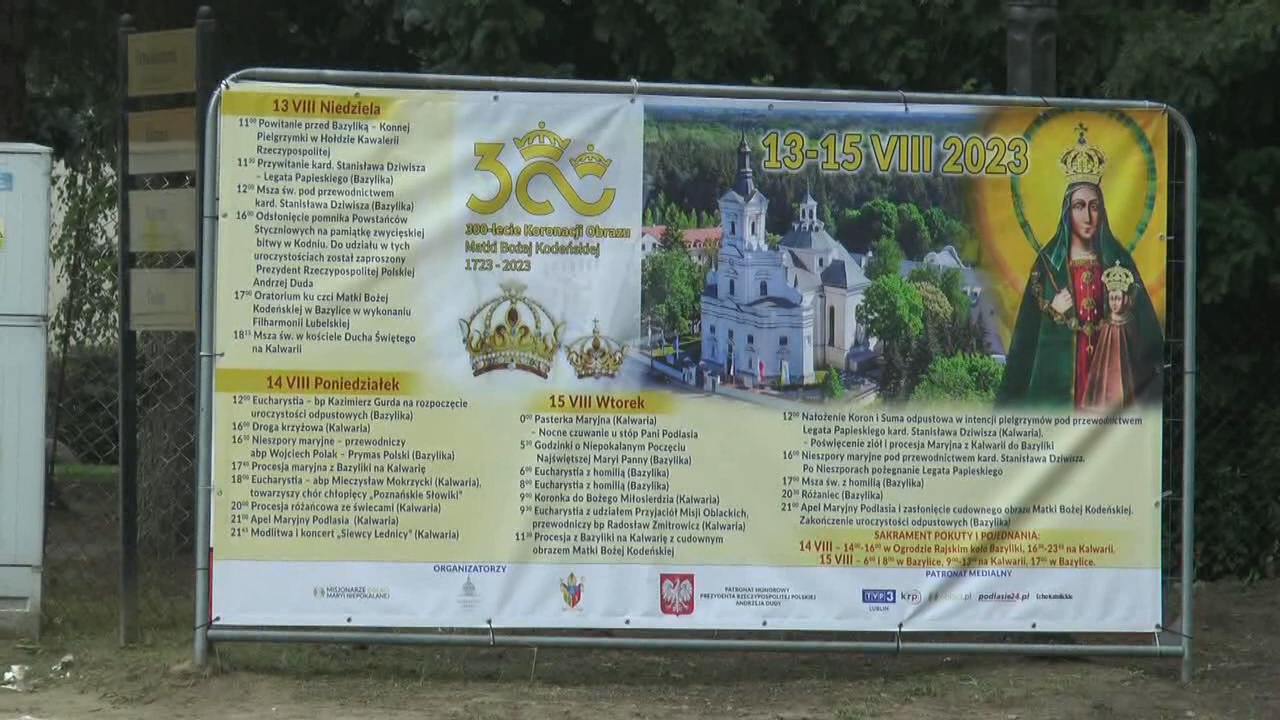 13 VIII Niedziela
11⁰⁰ Powitanie przed Bazyliką – Konnej
Pielgrzymki w Hołdzie Kawalerii
Rzeczypospolitej
11³⁰ Przywitanie kard. Stanisława Dziwisza
– Legata Papieskiego (Bazylika)
12⁰⁰ Msza św. pod przewodnictwem
kard. Stanisława Dziwisza (Bazylika)
16⁰⁰ Odsłonięcie pomnika Powstańców
Styczniowych na pamiątkę zwycięskiej
bitwy w Kodniu. Do udziału w tych
uroczystościach został zaproszony
Prezydent Rzeczypospolitej Polskiej
Andrzej Duda
17⁰⁰ Oratorium ku czci Matki Bożej
Kodeńskiej w Bazylice w wykonaniu
Filharmonii Lubelskiej
18¹⁵ Msza św. w kościele Ducha Świętego
na Kalwarii
300
300-lecie Koronacji Obrazu
Matki Bożej Kodeńskiej
1723 - 2023
13-15 VIII 2023
14 VIII Poniedziałek
12⁰⁰ Eucharystia – bp Kazimierz Gurda na rozpoczęcie
uroczystości odpustowych (Bazylika)
16⁰⁰ Droga krzyżowa (Kalwaria)
16³⁰ Nieszpory maryjne – przewodniczy
abp Wojciech Polak – Prymas Polski (Bazylika)
17⁴⁵ Procesja maryjna z Bazyliki na Kalwarię
18⁰⁰ Eucharystia – abp Mieczysław Mokrzycki (Kalwaria),
towarzyszy chór chłopięcy „Poznańskie Słowiki"
20⁰⁰ Procesja różańcowa ze świecami (Kalwaria)
21⁰⁰ Apel Maryjny Podlasia (Kalwaria)
21⁴⁵ Modlitwa i koncert „Siewcy Lednicy" (Kalwaria)
15 VIII Wtorek
0⁰⁰ Pasterka Maryjna (Kalwaria)
– Nocne czuwanie u stóp Pani Podlasia
5³⁰ Godzinki o Niepokalanym Poczęciu
Najświętszej Maryi Panny (Bazylika)
6⁰⁰ Eucharystia z homilią (Bazylika)
8⁰⁰ Eucharystia z homilią (Bazylika)
9⁰⁰ Koronka do Bożego Miłosierdzia (Kalwaria)
9³⁰ Eucharystia z udziałem Przyjaciół Misji Oblackich,
przewodniczy bp Radosław Zmitrowicz (Kalwaria)
11³⁰ Procesja z Bazyliki na Kalwarię z cudownym
obrazem Matki Bożej Kodeńskiej
12⁰⁰ Nałożenie Koron i Suma odpustowa w intencji pielgrzymów pod przewodnictwem
Legata Papieskiego kard. Stanisława Dziwisza (Kalwaria).
– Poświęcenie ziół i procesja Maryjna z Kalwarii do Bazyliki
16⁰⁰ Nieszpory maryjne pod przewodnictwem kard. Stanisława Dziwisza.
Po Nieszporach pożegnanie Legata Papieskiego
17⁰⁰ Msza św. z homilią (Bazylika)
20³⁰ Różaniec (Bazylika)
21⁰⁰ Apel Maryjny Podlasia i zasłonięcie cudownego obrazu Matki Bożej Kodeńskiej.
Zakończenie uroczystości odpustowych (Bazylika)
SAKRAMENT POKUTY I POJEDNANIA:
14 VIII – 14⁰⁰-16⁰⁰ w Ogrodzie Rajskim koło Bazyliki, 16³⁰-23⁰⁰ na Kalwarii,
15 VIII – 6⁰⁰ i 8⁰⁰ w Bazylice, 9⁰⁰-13⁰⁰ na Kalwarii, 17⁰⁰ w Bazylice.
ORGANIZATORZY
MISJONARZE OBLACI
MARYI NIEPOKALANEJ
PATRONAT HONOROWY
PREZYDENTA RZECZYPOSPOLITEJ POLSKIEJ
ANDRZEJA DUDY
PATRONAT MEDIALNY
TVP3
LUBLIN
krp
oblaci.pl
podlasie24.pl
Echo Katolickie